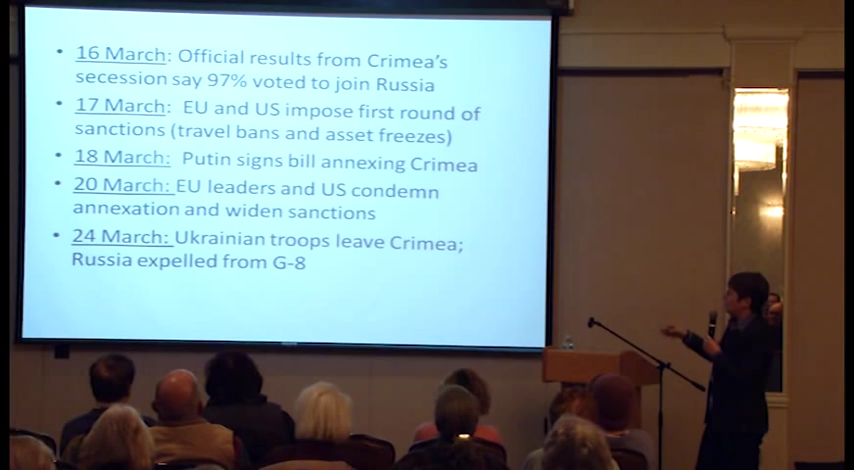 • 16 March: Official results from Crimea's
secession say 97% voted to join Russia
• 17 March: EU and US impose first round of
sanctions (travel bans and asset freezes)
• 18 March: Putin signs bill annexing Crimea
• 20 March: EU leaders and US condemn
annexation and widen sanctions
• 24 March: Ukrainian troops leave Crimea;
Russia expelled from G-8